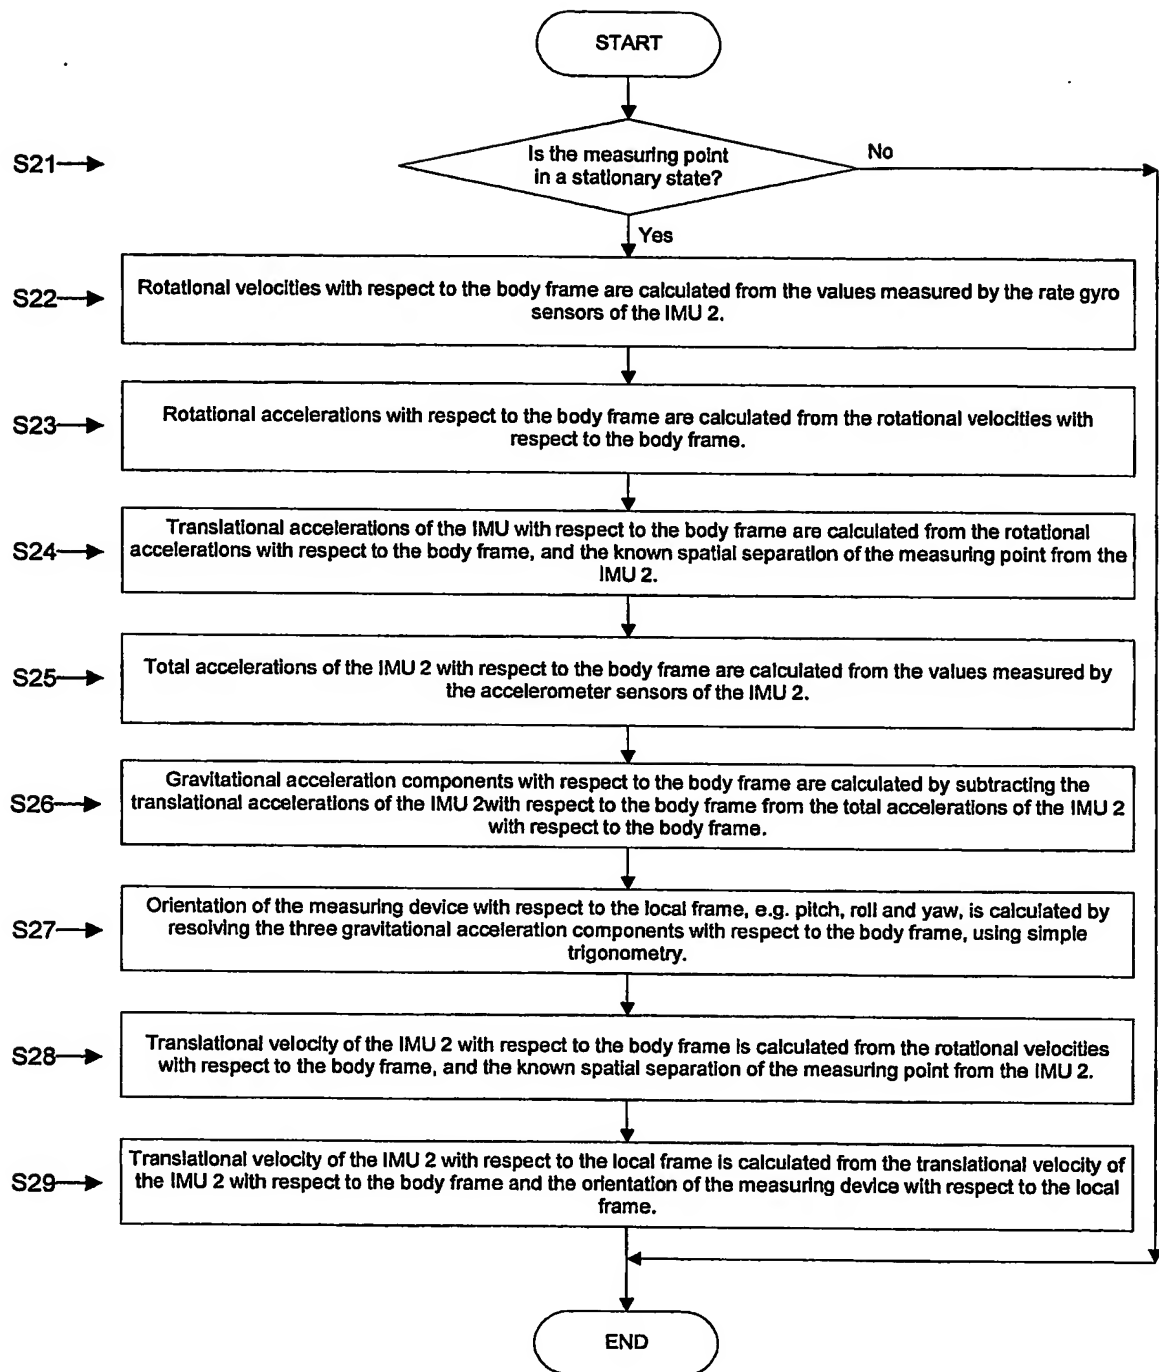 START
S21
Is the measuring point
in a stationary state?
No
Yes
S22
Rotational velocities with respect to the body frame are calculated from the values measured by the rate gyro
sensors of the IMU 2.
S23
Rotational accelerations with respect to the body frame are calculated from the rotational velocities with
respect to the body frame.
S24
Translational accelerations of the IMU with respect to the body frame are calculated from the rotational
accelerations with respect to the body frame, and the known spatial separation of the measuring point from the
IMU 2.
S25
Total accelerations of the IMU 2 with respect to the body frame are calculated from the values measured by
the accelerometer sensors of the IMU 2.
S26
Gravitational acceleration components with respect to the body frame are calculated by subtracting the
translational accelerations of the IMU 2with respect to the body frame from the total accelerations of the IMU 2
with respect to the body frame.
S27
Orientation of the measuring device with respect to the local frame, e.g. pitch, roll and yaw, is calculated by
resolving the three gravitational acceleration components with respect to the body frame, using simple
trigonometry.
S28
Translational velocity of the IMU 2 with respect to the body frame is calculated from the rotational velocities
with respect to the body frame, and the known spatial separation of the measuring point from the IMU 2.
S29
Translational velocity of the IMU 2 with respect to the local frame is calculated from the translational velocity of
the IMU 2 with respect to the body frame and the orientation of the measuring device with respect to the local
frame.
END